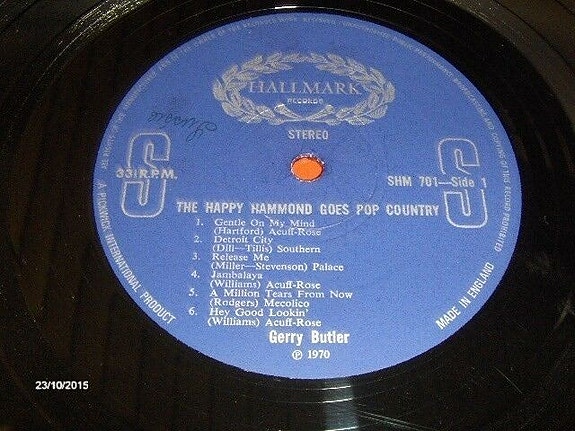 HALLMARK
RECORDS
STEREO
S
S
33⅓ R.P.M.
SHM 701—Side 1
THE HAPPY HAMMOND GOES POP COUNTRY
1. Gentle On My Mind
(Hartford) Acuff-Rose
2. Detroit City
(Dill—Tillis) Southern
3. Release Me
(Miller—Stevenson) Palace
4. Jambalaya
(Williams) Acuff-Rose
5. A Million Tears From Now
(Rodgers) Mecolico
6. Hey Good Lookin'
(Williams) Acuff-Rose
Gerry Butler
℗ 1970
A PICKWICK INTERNATIONAL PRODUCT
MADE IN ENGLAND
23/10/2015